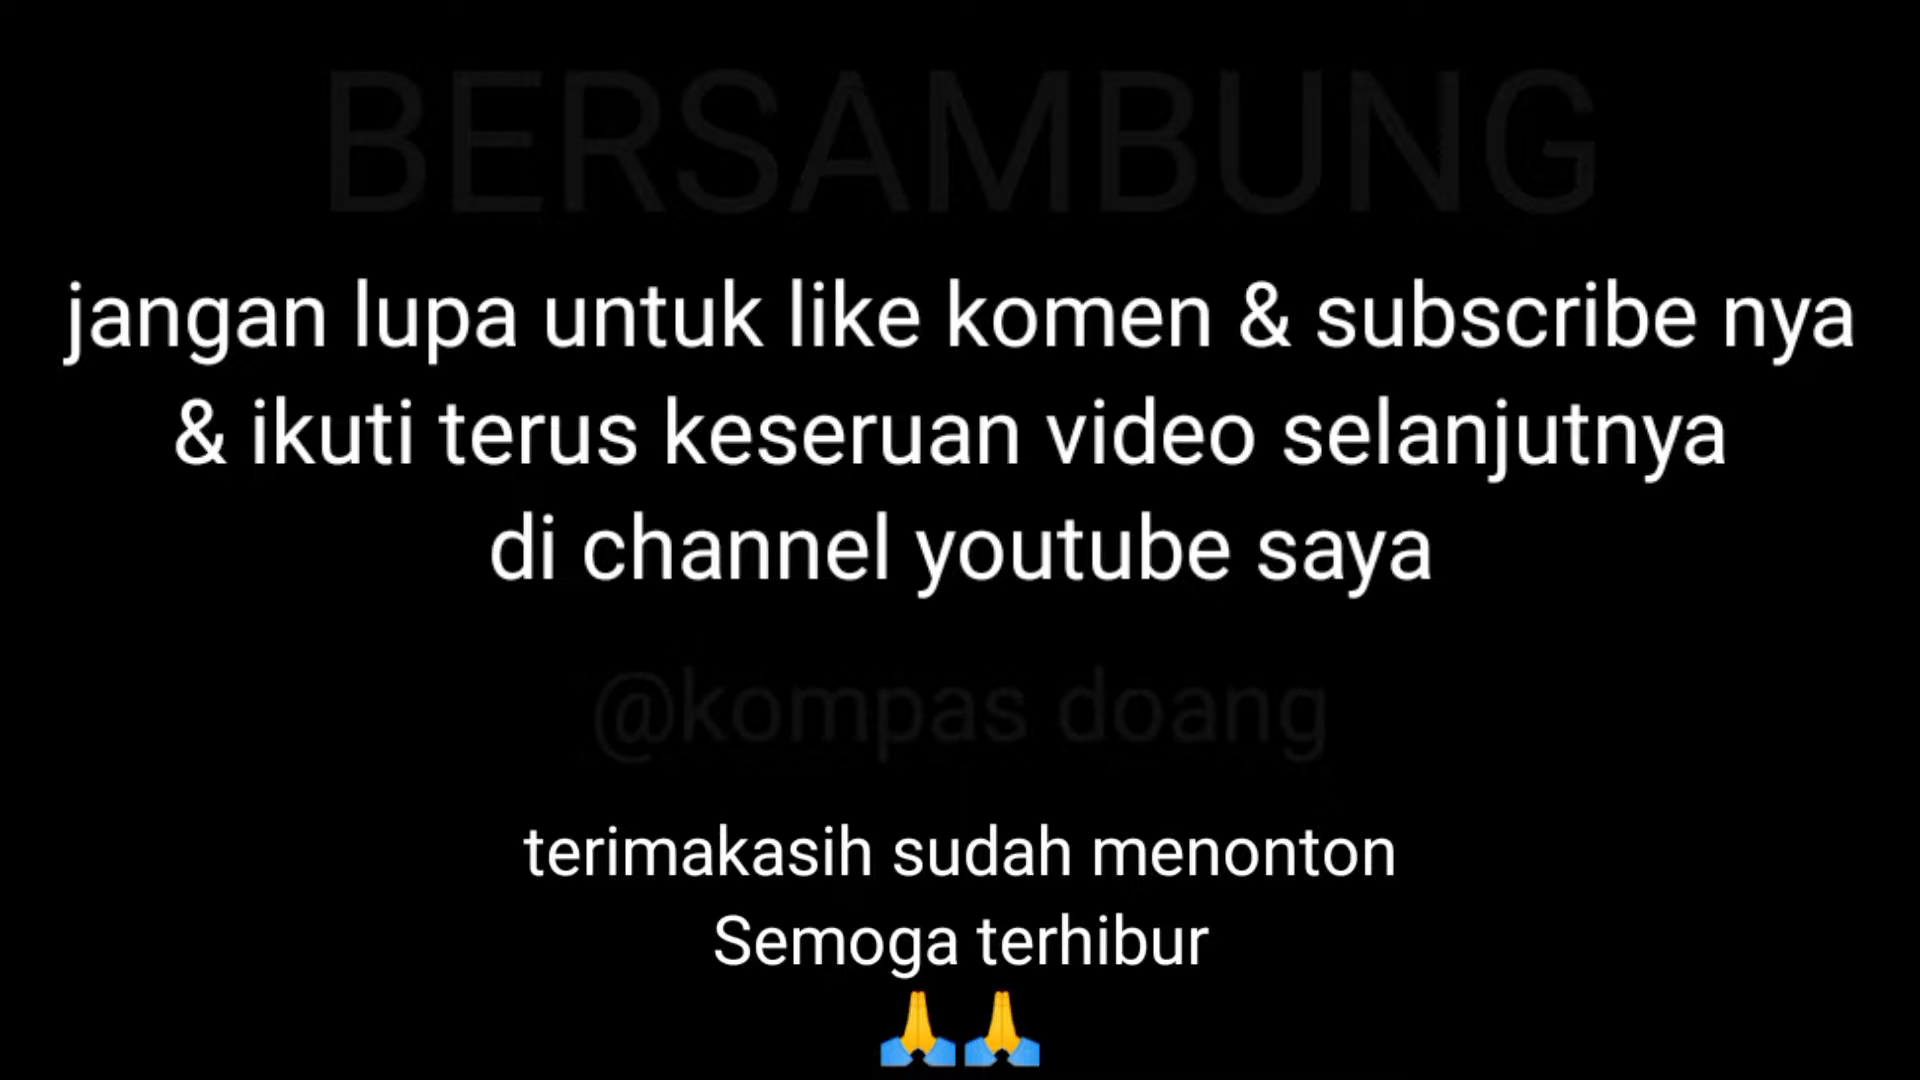 BERSAMBUNG
jangan lupa untuk like komen & subscribe nya
& ikuti terus keseruan video selanjutnya
di channel youtube saya
@kompas doang
terimakasih sudah menonton
Semoga terhibur
🙏🙏